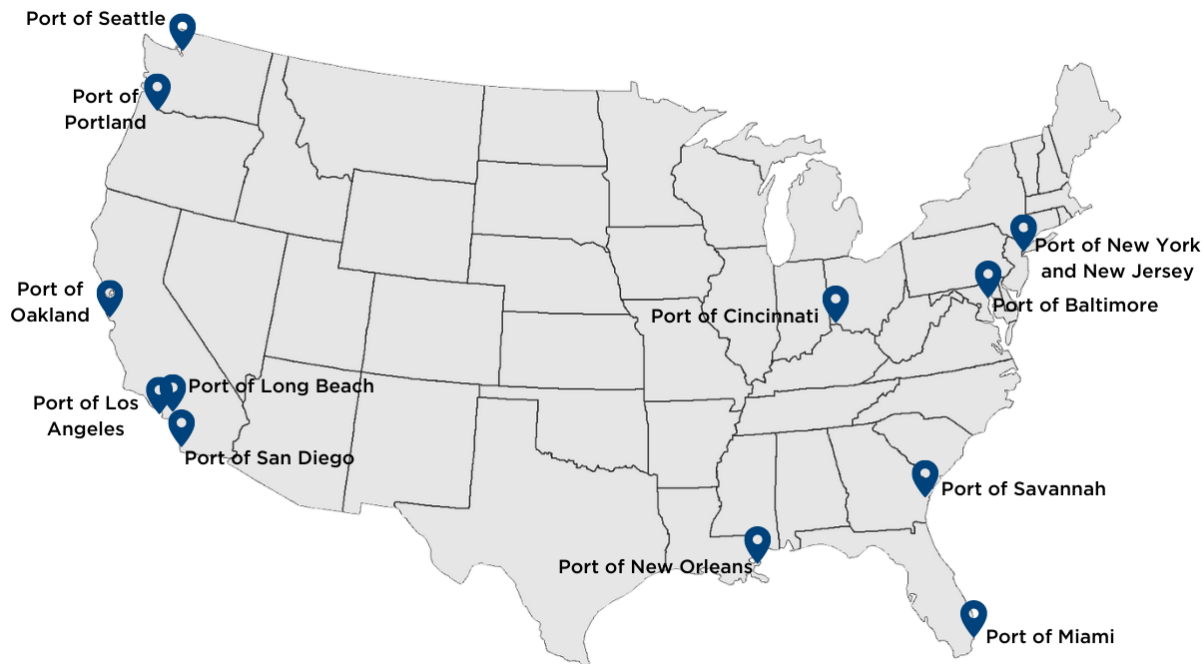 Port of Seattle
Port of
Portland
Port of New York
and New Jersey
Port of
Oakland
Port of Baltimore
Port of Cincinnati
Port of Long Beach
Port of Los
Angeles
Port of San Diego
Port of Savannah
Port of New Orleans
Port of Miami